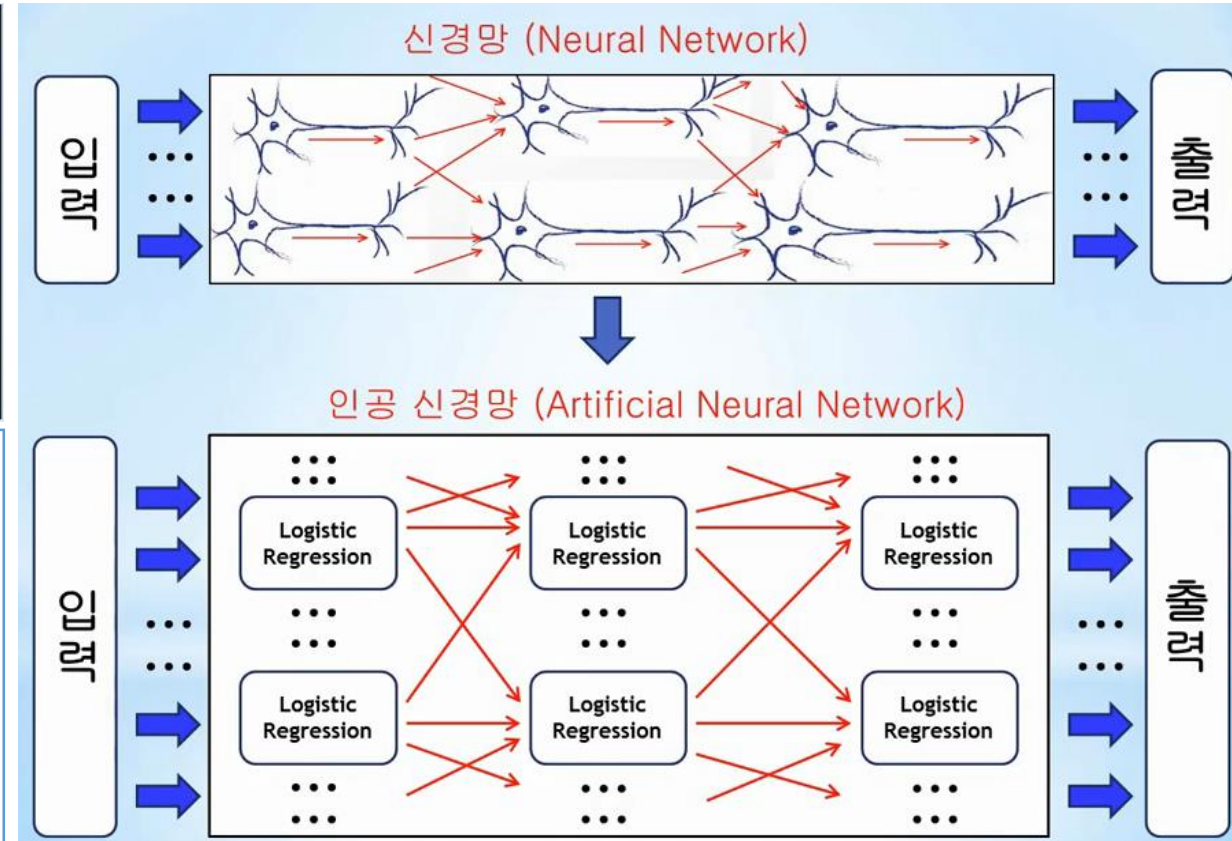 신경망 (Neural Network)
입력
출력
인공 신경망 (Artificial Neural Network)
입력
Logistic
Regression
Logistic
Regression
Logistic
Regression
Logistic
Regression
Logistic
Regression
Logistic
Regression
출력